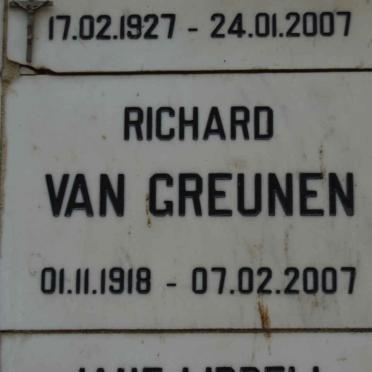 17.02.1927 - 24.01.2007
RICHARD
VAN GREUNEN
01.11.1918 - 07.02.2007